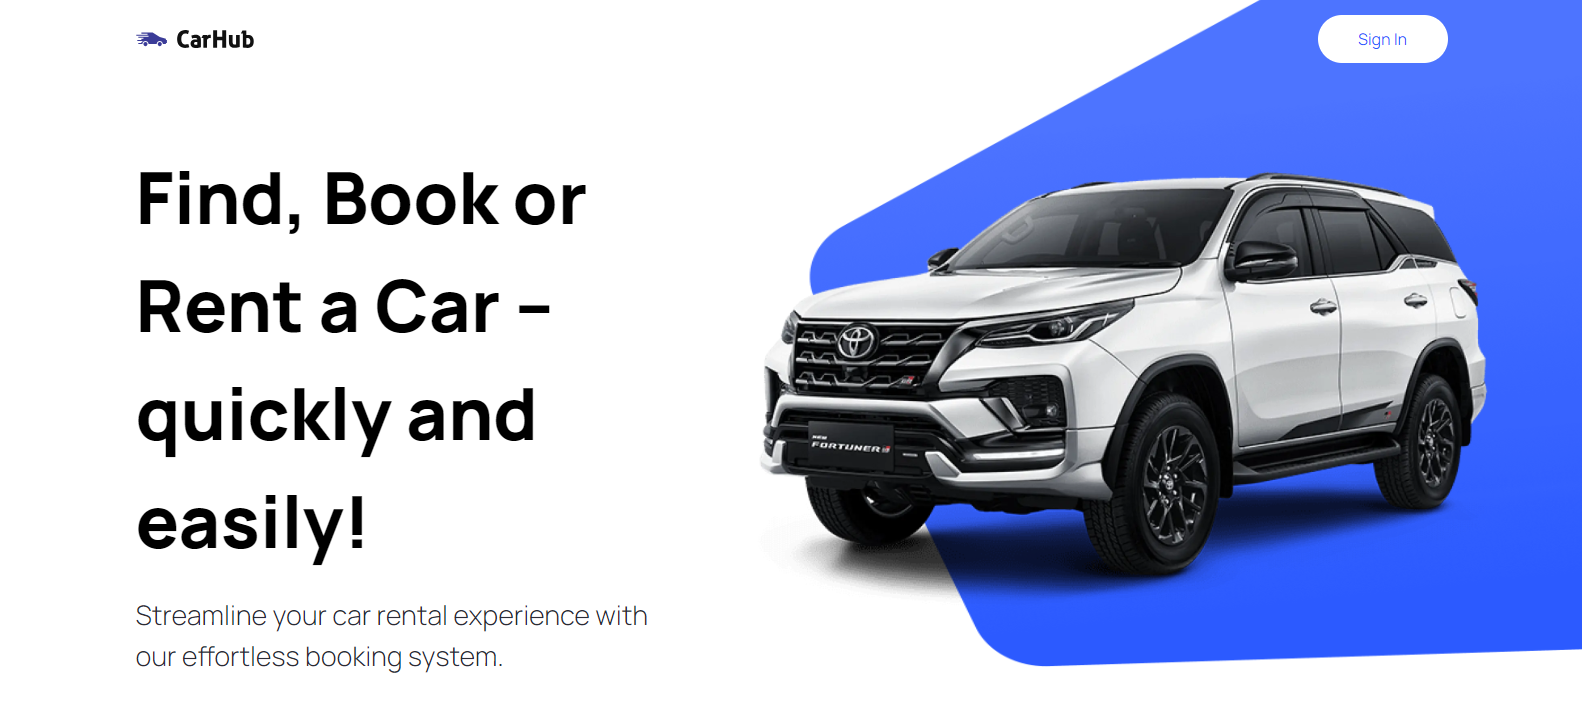 CarHub
Sign In
Find, Book or
Rent a Car –
quickly and
easily!
Streamline your car rental experience with
our effortless booking system.
NEW
FORTUNER